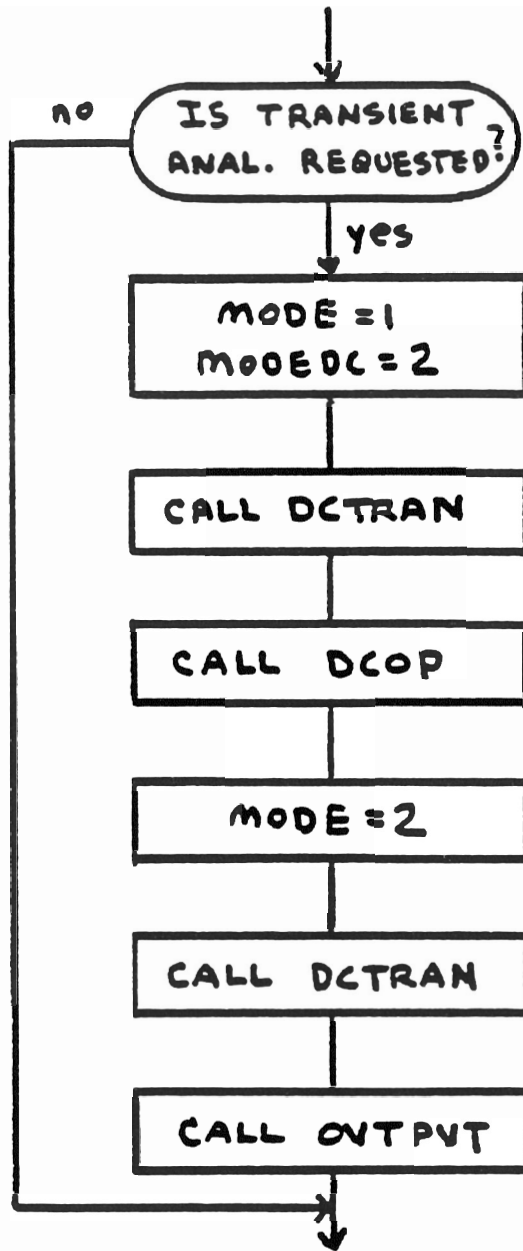 no
IS TRANSIENT
ANAL. REQUESTED?
yes
MODE = 1
MODEDC = 2
CALL DCTRAN
CALL DCOP
MODE = 2
CALL DCTRAN
CALL OVTPVT